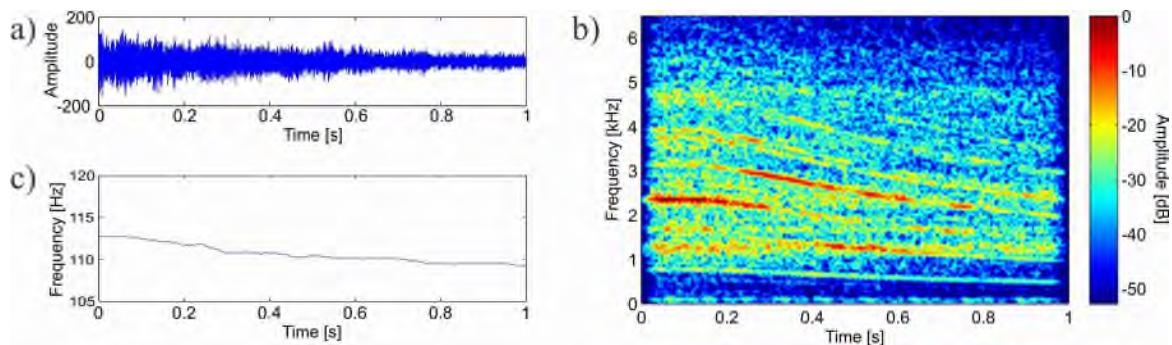 a)
200
0
-200
Amplitude
0 0.2 0.4 0.6 0.8 1
Time [s]
c)
120
115
110
105
Frequency [Hz]
0 0.2 0.4 0.6 0.8 1
Time [s]
b)
6
5
4
3
2
1
0
Frequency [kHz]
0 0.2 0.4 0.6 0.8 1
Time [s]
0
-10
-20
-30
-40
-50
Amplitude [dB]